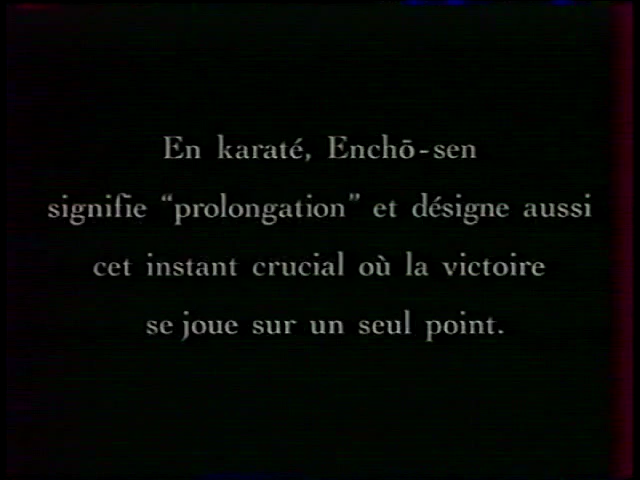 En karaté, Enchō-sen
signifie “prolongation” et désigne aussi
cet instant crucial où la victoire
se joue sur un seul point.